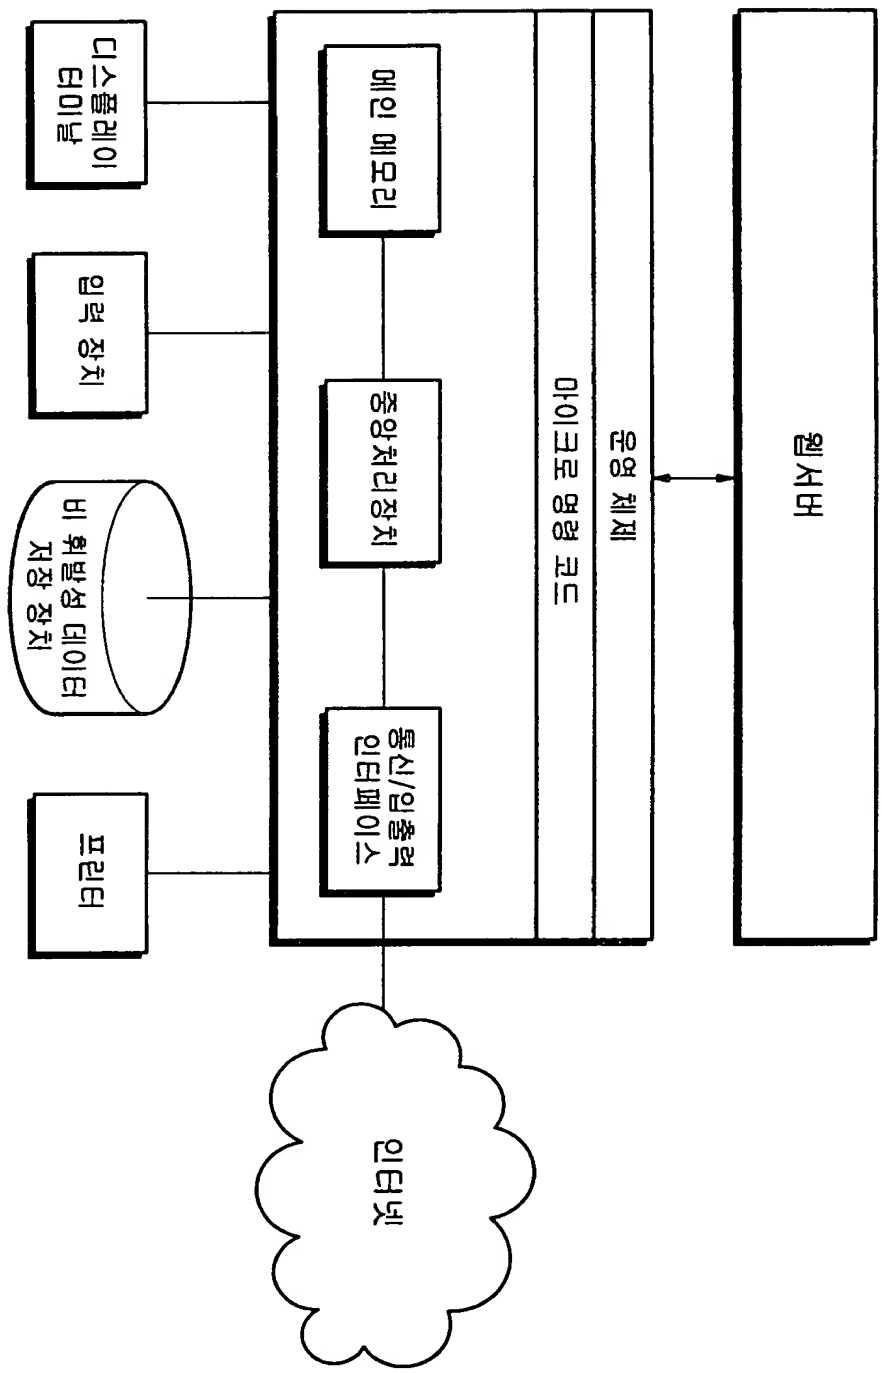 웹서버
운영 체제
마이크로 명령 코드
메인 메모리
중앙처리장치
통신/입출력
인터페이스
인터넷
디스플레이
터미날
입력 장치
비 휘발성 데이터
저장 장치
프린터